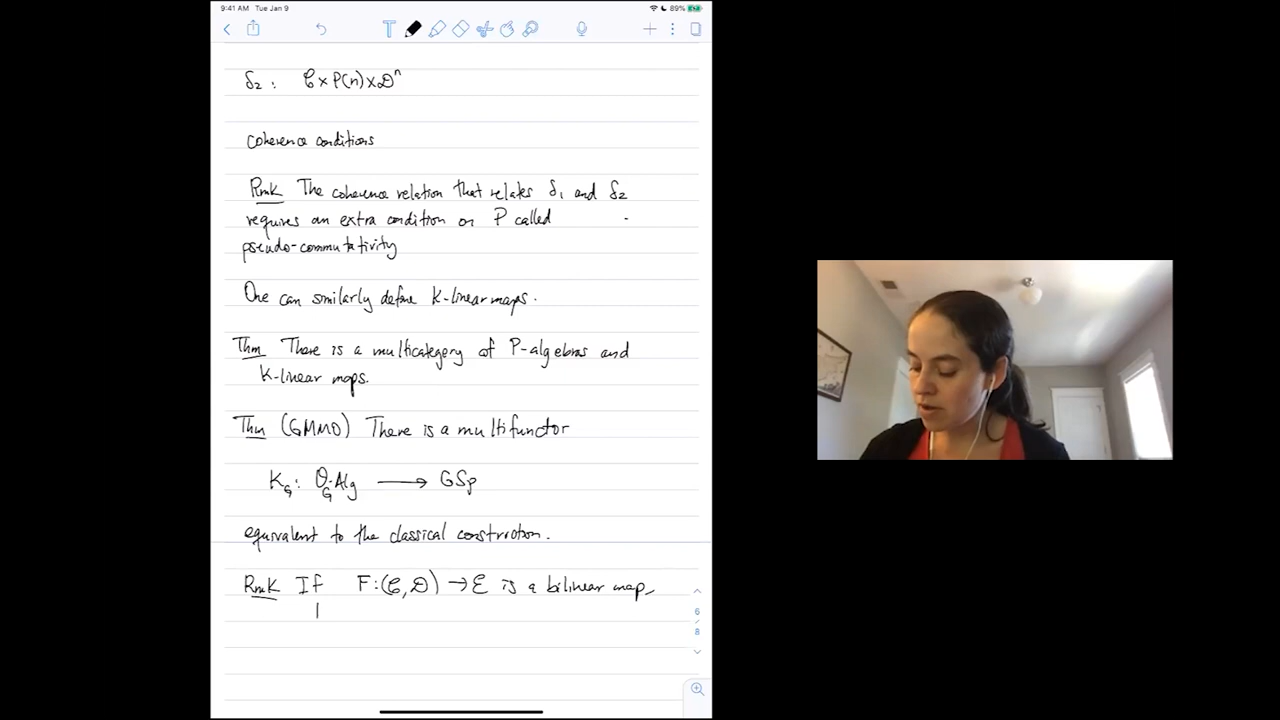 9:41 AM Tue Jan 9
89%
δ₂ : 𝒞 × P(n) × 𝒟ⁿ
Coherence conditions
Rmk The coherence relation that relates δ₁ and δ₂
requires an extra condition on P called
pseudo-commutativity
One can similarly define k-linear maps.
Thm There is a multicategory of P-algebras and
k-linear maps.
Thm (GMMO) There is a multifunctor
K_G : O_G-Alg ⟶ GSp
equivalent to the classical construction.
Rmk If F : (𝒞, 𝒟) → ℰ is a bilinear map,
6
/
8